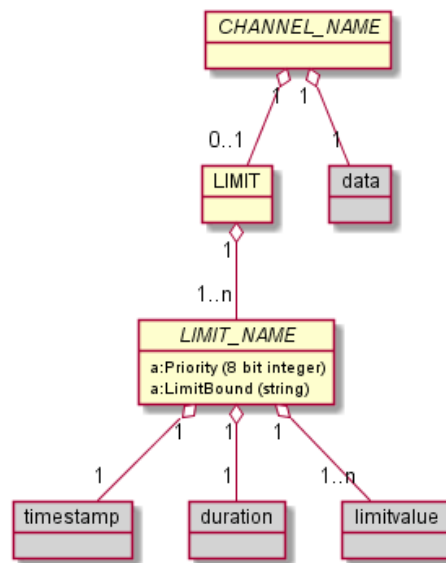 CHANNEL_NAME
1 1
0..1 1
LIMIT data
1
1..n
LIMIT_NAME
a:Priority (8 bit integer)
a:LimitBound (string)
1 1 1
1 1 1..n
timestamp duration limitvalue